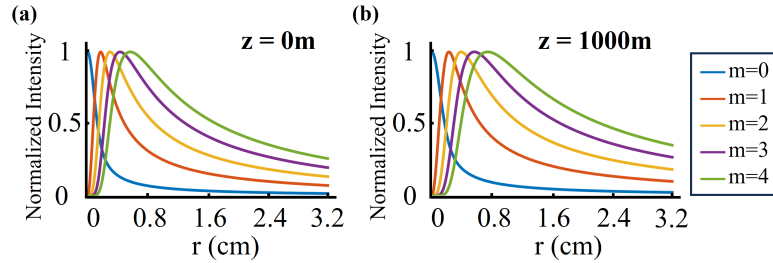 (a)
z = 0m
Normalized Intensity
1
0.5
0
0 0.8 1.6 2.4 3.2
r (cm)
(b)
z = 1000m
Normalized Intensity
1
0.5
0
0 0.8 1.6 2.4 3.2
r (cm)
m=0
m=1
m=2
m=3
m=4